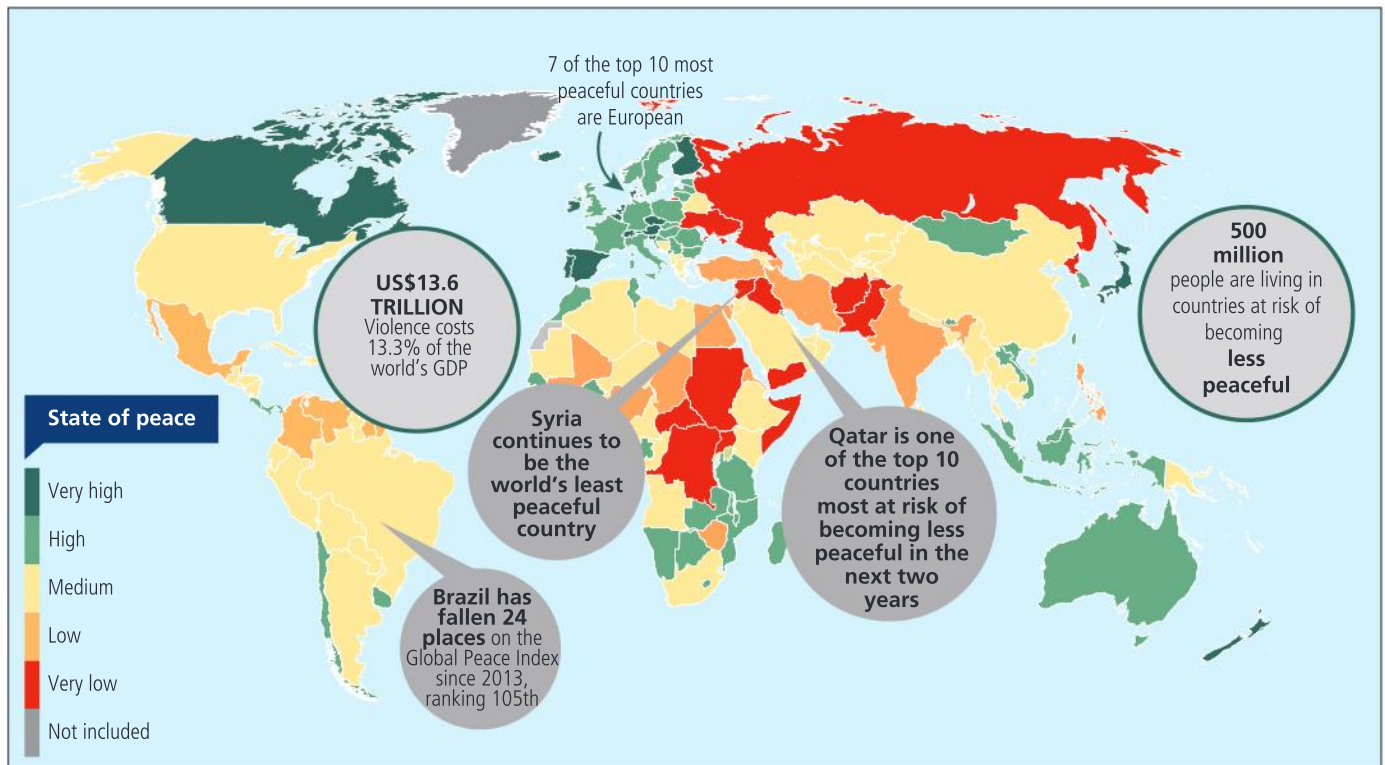 7 of the top 10 most
peaceful countries
are European
US$13.6
TRILLION
Violence costs
13.3% of the
world's GDP
500
million
people are living in
countries at risk of
becoming
less
peaceful
State of peace
Very high
High
Medium
Low
Very low
Not included
Syria
continues to
be the
world's least
peaceful
country
Qatar is one
of the top 10
countries
most at risk of
becoming less
peaceful in the
next two
years
Brazil has
fallen 24
places on the
Global Peace Index
since 2013,
ranking 105th